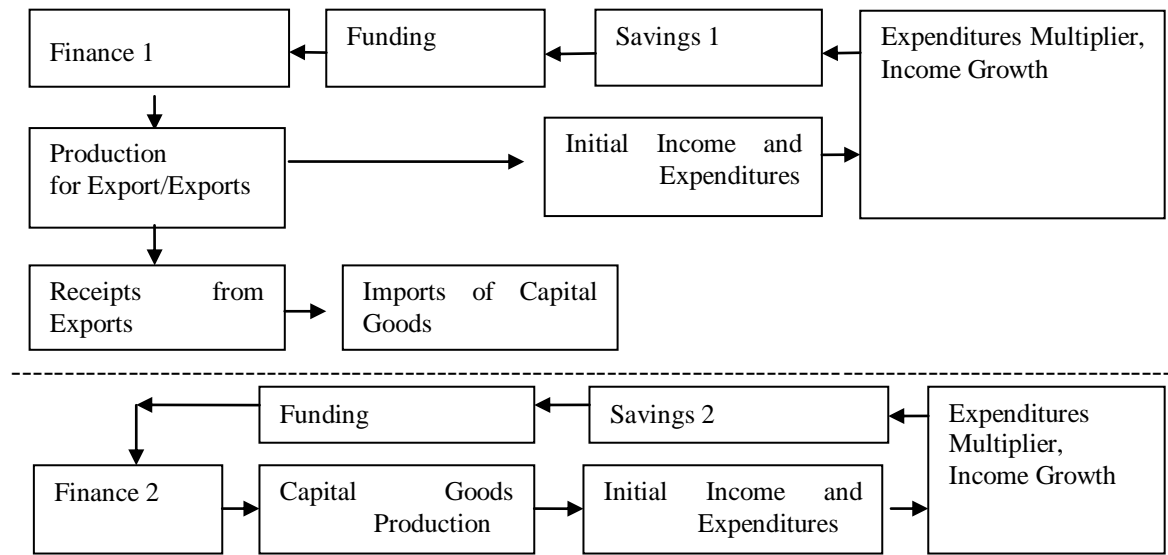 Finance 1
Funding
Savings 1
Expenditures Multiplier,
Income Growth
Production
for Export/Exports
Initial Income and
Expenditures
Receipts from
Exports
Imports of Capital
Goods
Funding
Savings 2
Expenditures
Multiplier,
Income Growth
Finance 2
Capital Goods
Production
Initial Income and
Expenditures